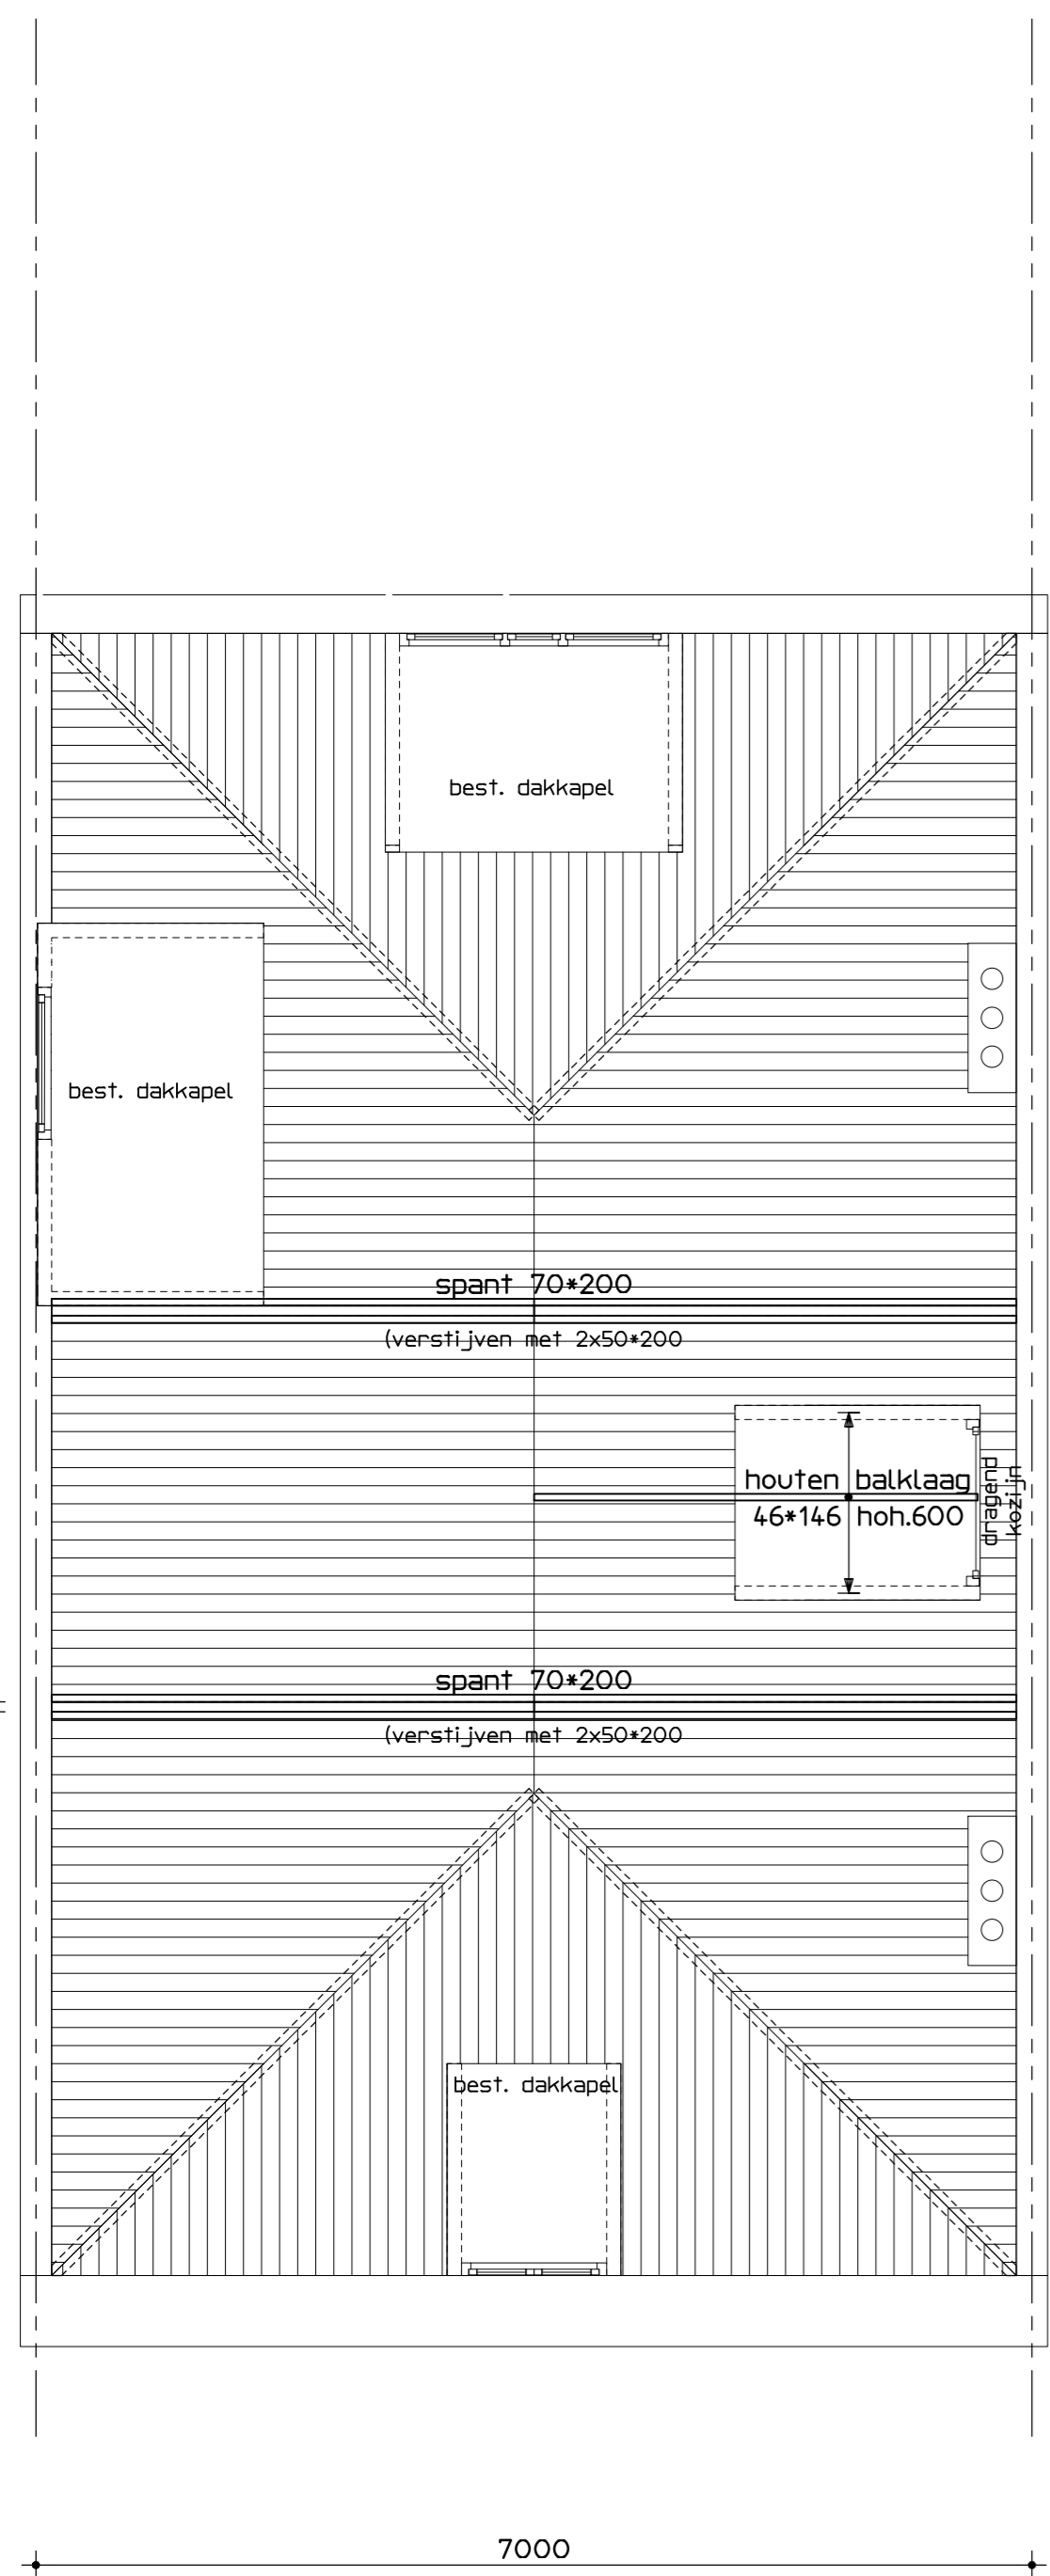 best. dakkapel
best. dakkapel
spant 70*200
(verstijven met 2x50*200
houten balklaag
46*146 hoh.600
dragend
kozijn
spant 70*200
(verstijven met 2x50*200
best. dakkapel
7000